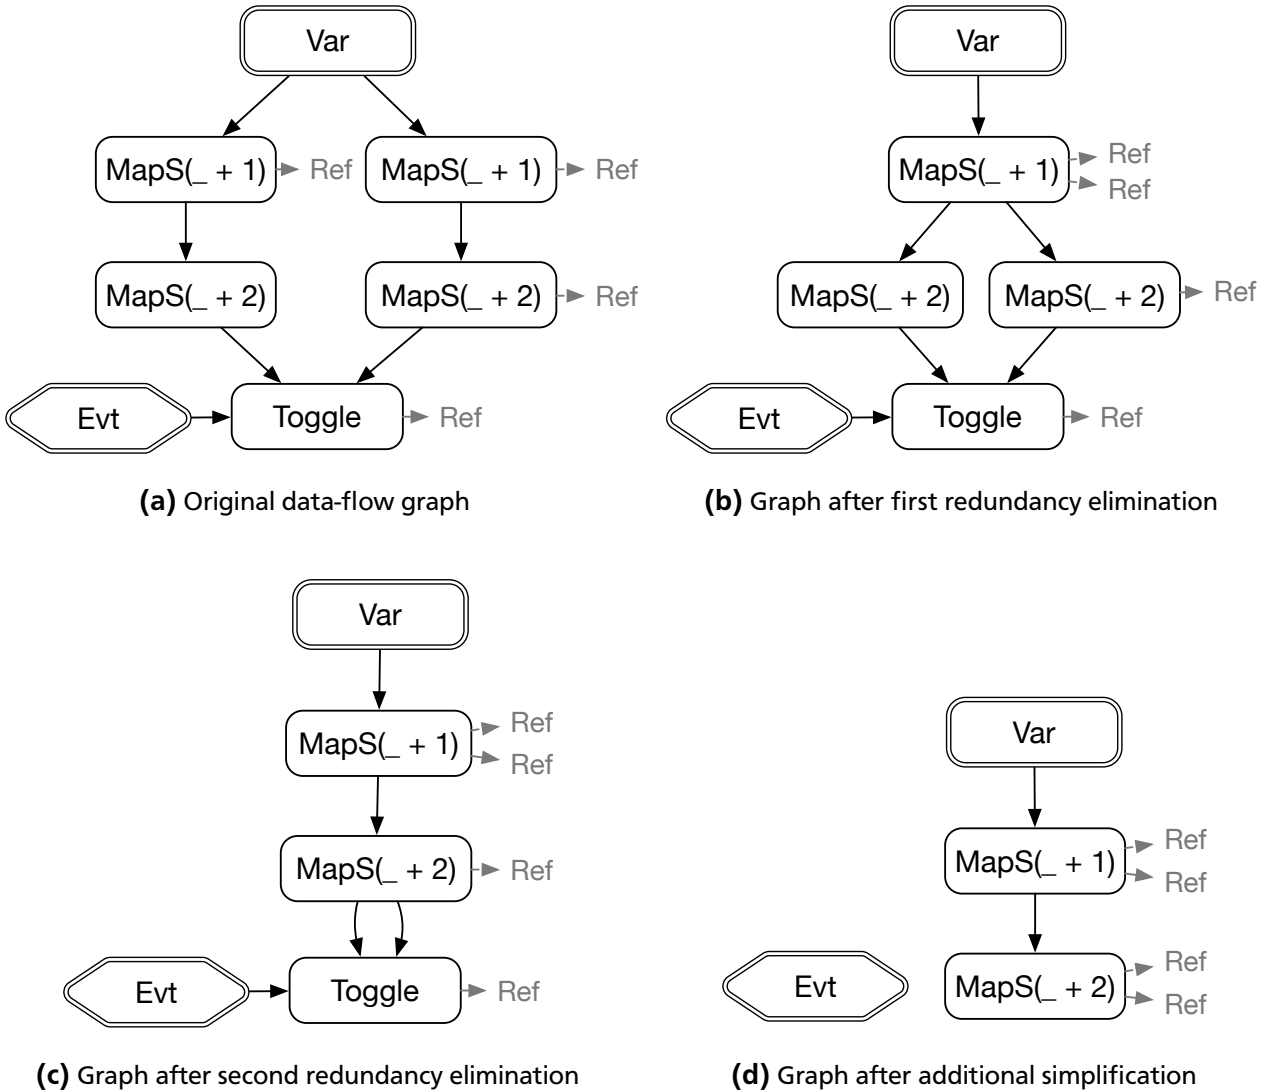 Var
MapS(_ + 1) Ref MapS(_ + 1) Ref
MapS(_ + 2) MapS(_ + 2) Ref
Evt Toggle Ref
(a) Original data-flow graph
Var
MapS(_ + 1) Ref
Ref
MapS(_ + 2) MapS(_ + 2) Ref
Evt Toggle Ref
(b) Graph after first redundancy elimination
Var
MapS(_ + 1) Ref
Ref
MapS(_ + 2) Ref
Evt Toggle Ref
(c) Graph after second redundancy elimination
Var
MapS(_ + 1) Ref
Ref
Evt MapS(_ + 2) Ref
Ref
(d) Graph after additional simplification